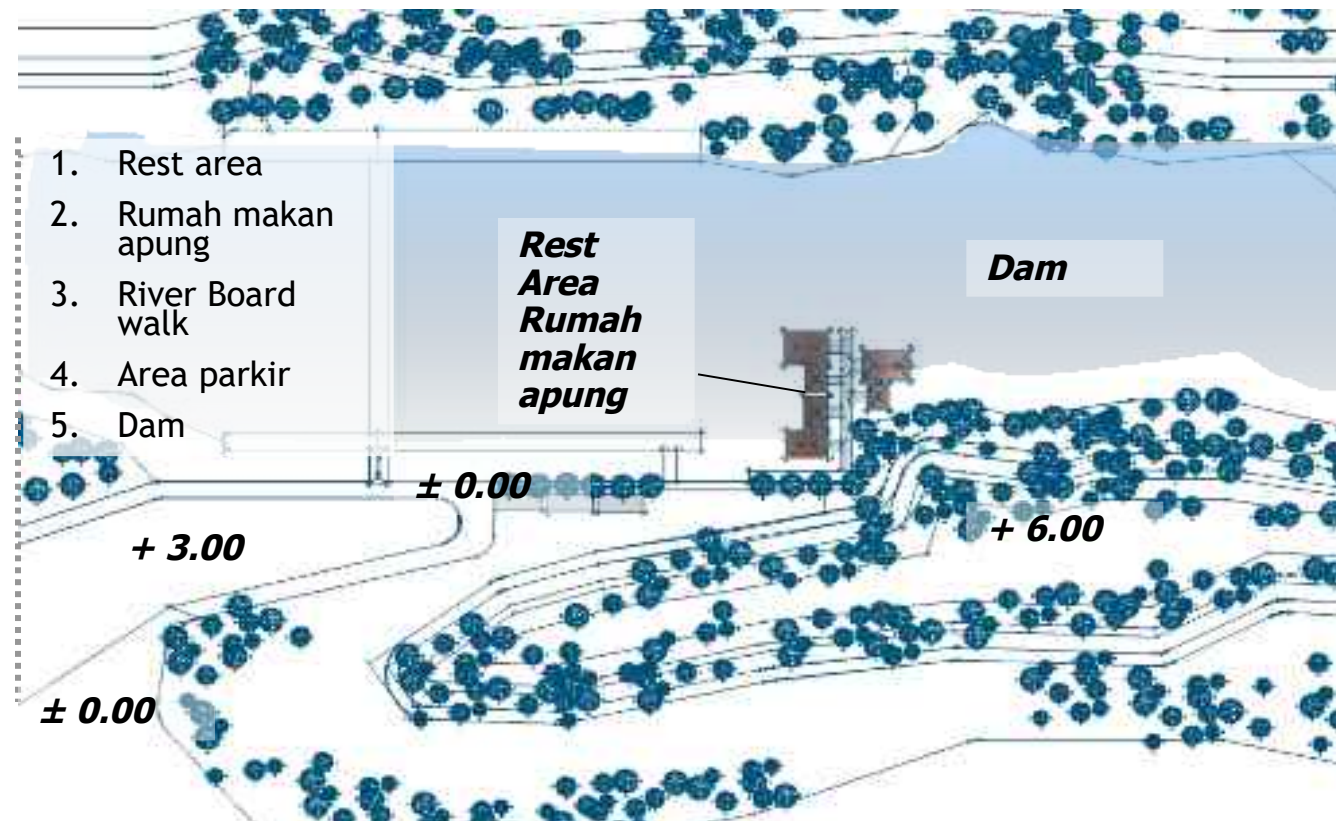 1. Rest area
2. Rumah makan
apung
3. River Board
walk
4. Area parkir
5. Dam
Rest
Area
Rumah
makan
apung
Dam
± 0.00
+ 3.00
+ 6.00
± 0.00